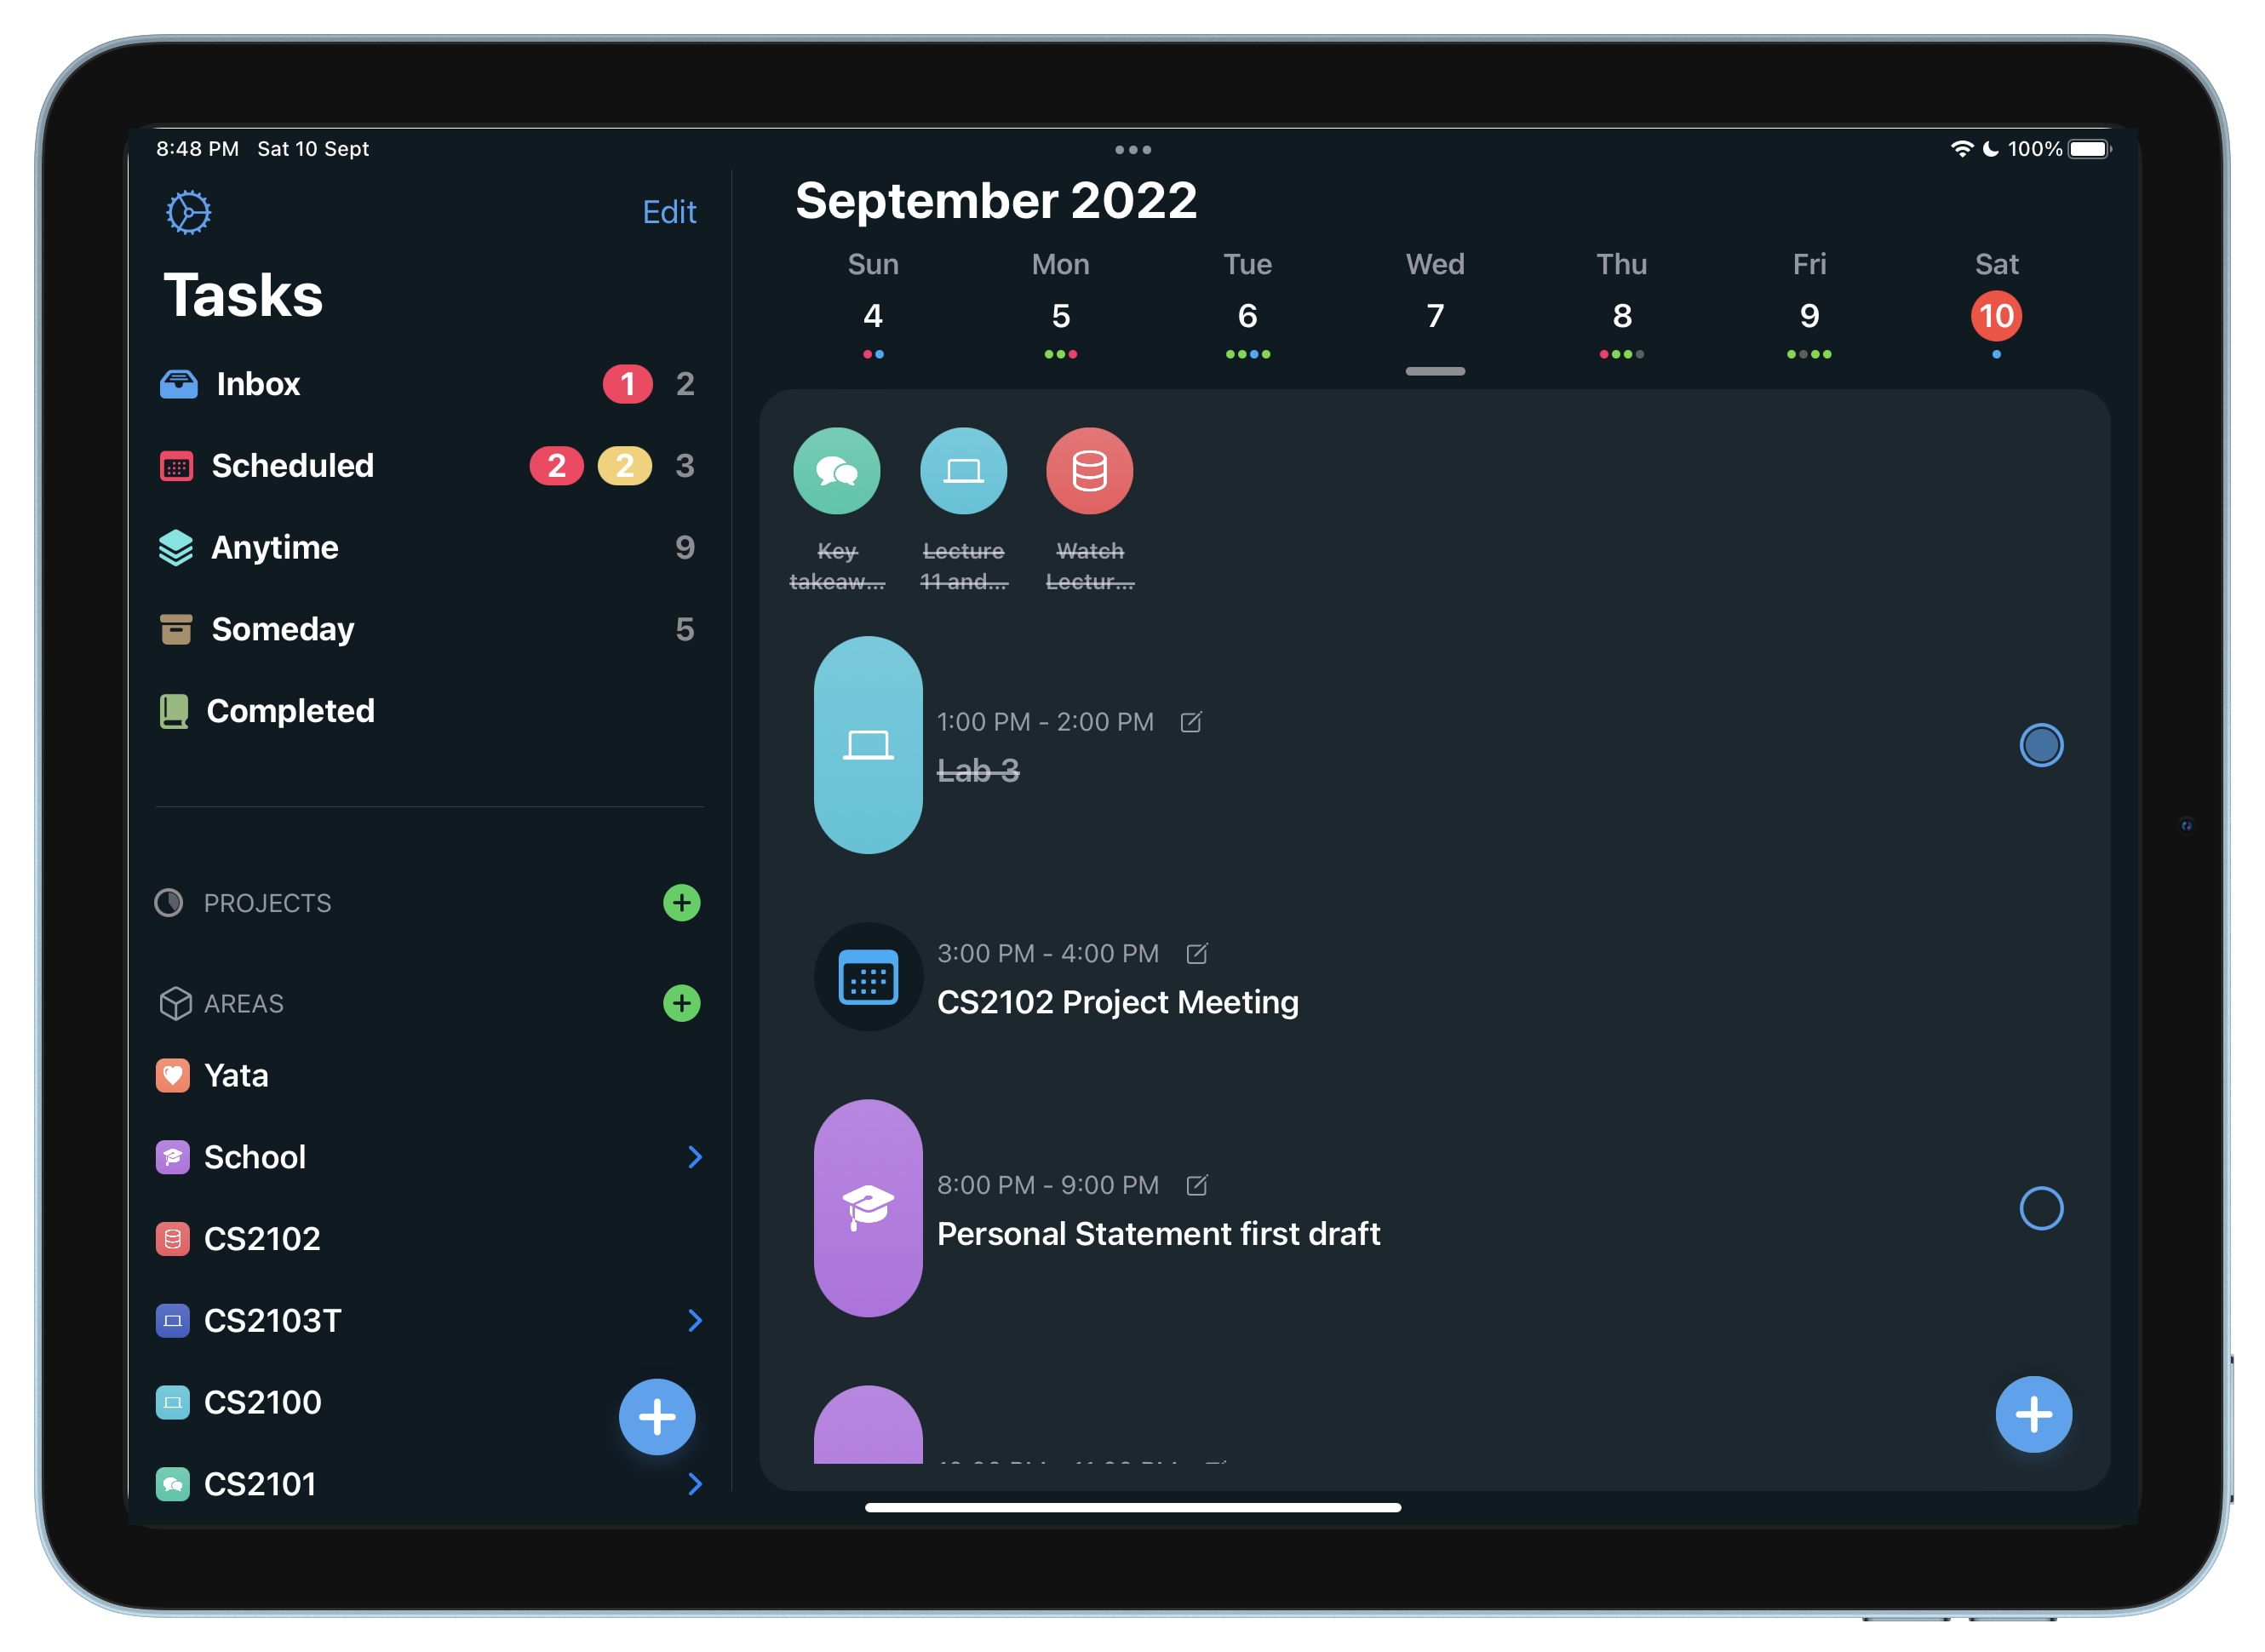 8:48 PM Sat 10 Sept
100%
Edit
Tasks
Inbox 1 2
Scheduled 2 2 3
Anytime 9
Someday 5
Completed
PROJECTS
AREAS
Yata
School
CS2102
CS2103T
CS2100
CS2101
September 2022
Sun Mon Tue Wed Thu Fri Sat
4 5 6 7 8 9 10
Key
takeaw...
Lecture
11 and...
Watch
Lectur...
1:00 PM - 2:00 PM
Lab 3
3:00 PM - 4:00 PM
CS2102 Project Meeting
8:00 PM - 9:00 PM
Personal Statement first draft